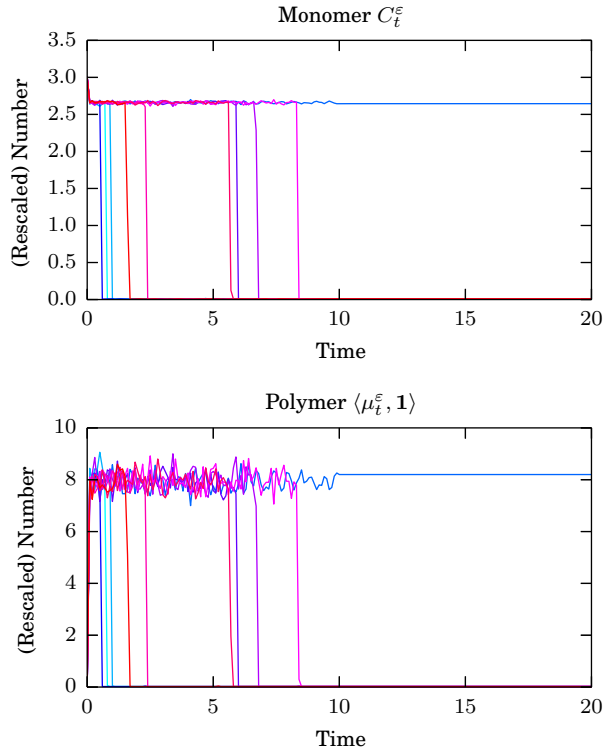 Monomer $C_t^\varepsilon$
(Rescaled) Number
3.5
3.0
2.5
2.0
1.5
1.0
0.5
0.0
0 5 10 15 20
Time
Polymer $\langle \mu_t^\varepsilon, \mathbf{1} \rangle$
(Rescaled) Number
10
8
6
4
2
0
0 5 10 15 20
Time